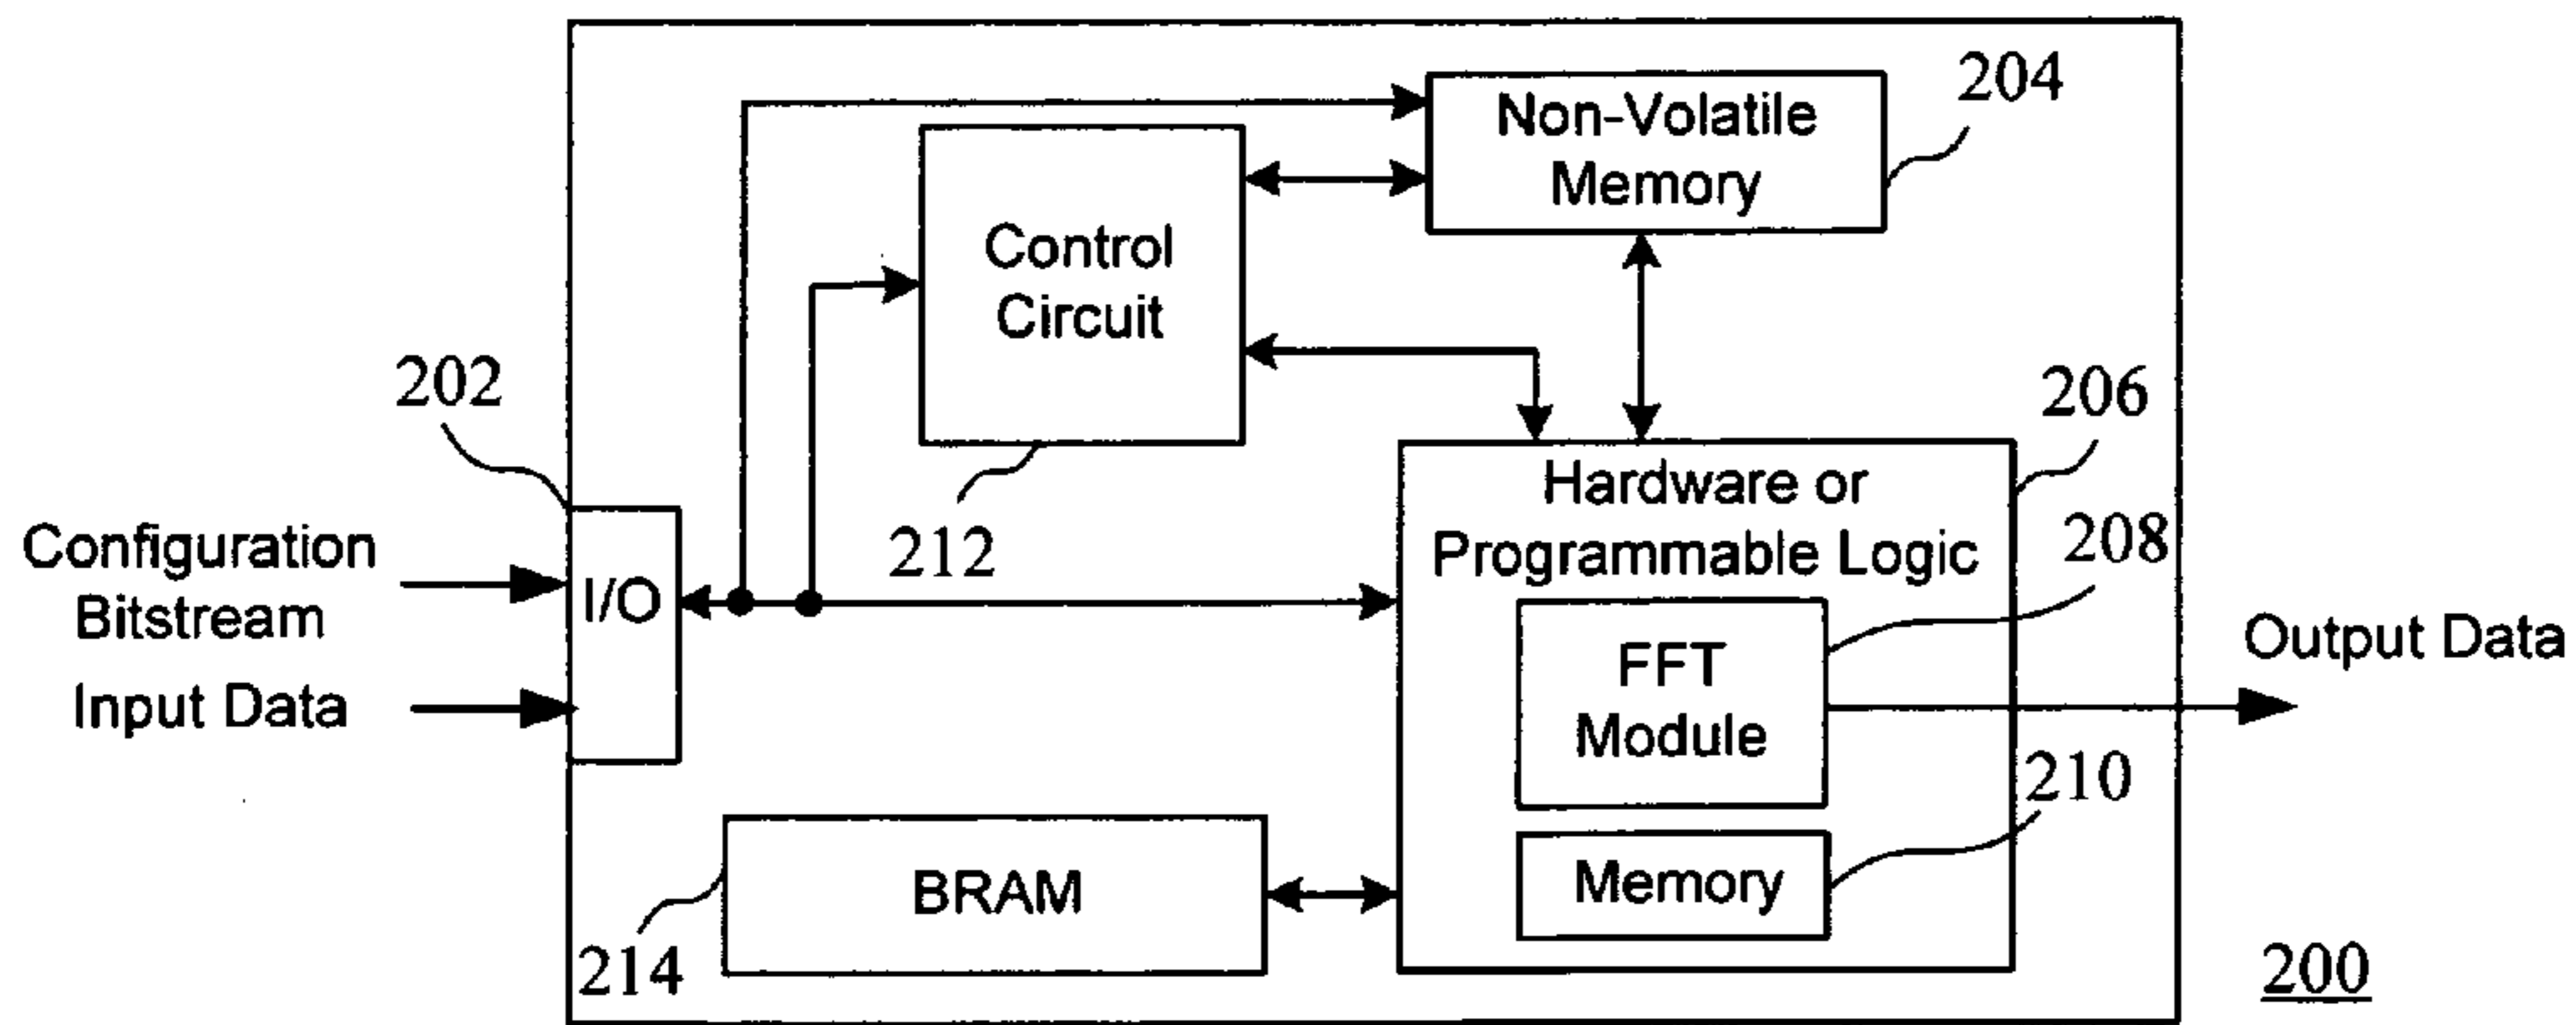 204
Non-Volatile
Memory
Control
Circuit
202
206
212
Hardware or
Programmable Logic
208
Configuration
Bitstream
I/O
Input Data
FFT
Module
Output Data
210
Memory
BRAM
214
200